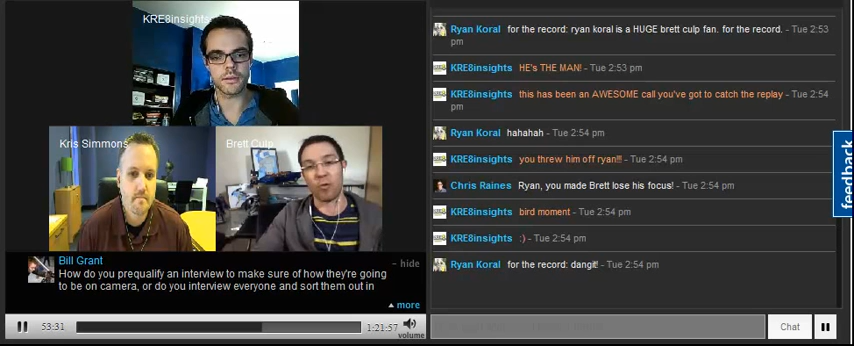 KRE8insights
Kris Simmons
Brett Culp
Bill Grant
– hide
How do you prequalify an interview to make sure of how they're going
to be on camera, or do you interview everyone and sort them out in
more
53:31
1:21:57
volume
Ryan Koral for the record: ryan koral is a HUGE brett culp fan. for the record. - Tue 2:53
pm
KRE8insights HE's THE MAN! - Tue 2:53 pm
KRE8insights this has been an AWESOME call you've got to catch the replay - Tue 2:54
pm
Ryan Koral hahahah - Tue 2:54 pm
KRE8insights you threw him off ryan!!! - Tue 2:54 pm
Chris Raines Ryan, you made Brett lose his focus! - Tue 2:54 pm
KRE8insights bird moment - Tue 2:54 pm
KRE8insights :) - Tue 2:54 pm
Ryan Koral for the record: dangit! - Tue 2:54 pm
Chat
feedback